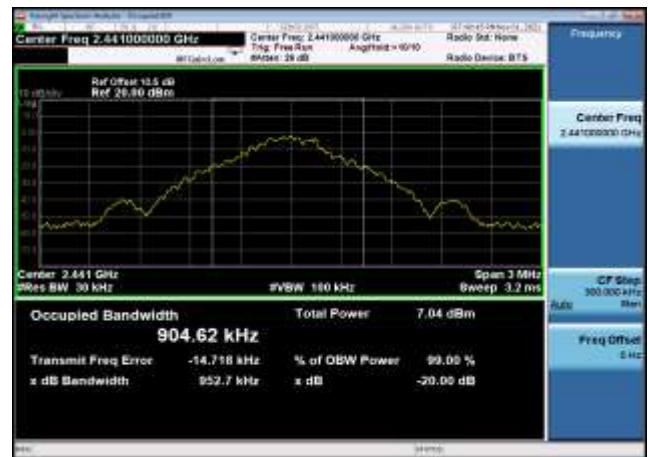 Center Freq 2.441000000 GHz
Center Freq: 2.441000000 GHz
Trig: Free Run
Avg|Hold:>10/10
#Atten: 28 dB
Radio Std: None
Radio Device: BTS
Frequency
Ref Offset 10.5 dB
10 dB/div
Ref 20.00 dBm
Center Freq
2.441000000 GHz
Center 2.441 GHz
#Res BW 30 kHz
#VBW 100 kHz
Span 3 MHz
Sweep 3.2 ms
CF Step
300.000 kHz
Auto
Man
Occupied Bandwidth
904.62 kHz
Total Power
7.04 dBm
Freq Offset
0 Hz
Transmit Freq Error
-14.718 kHz
% of OBW Power
99.00 %
x dB Bandwidth
952.7 kHz
x dB
-20.00 dB